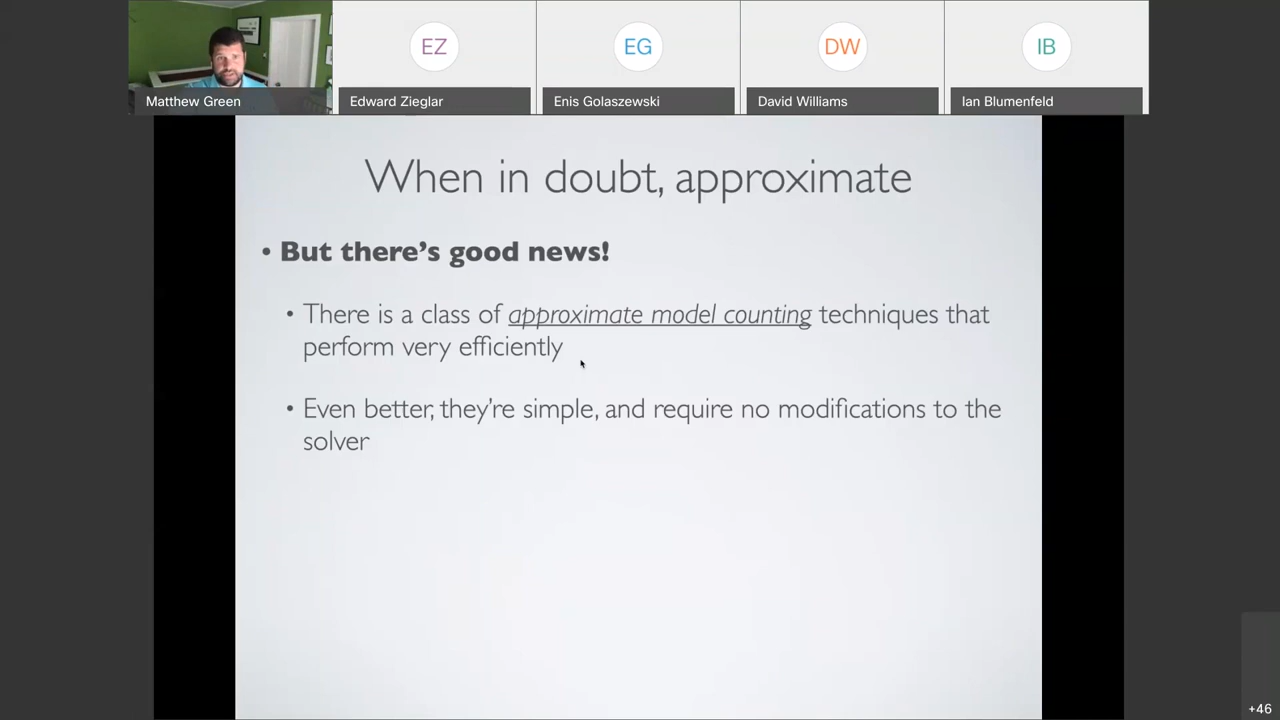 EZ
EG
DW
IB
Matthew Green
Edward Zieglar
Enis Golaszewski
David Williams
Ian Blumenfeld
When in doubt, approximate
• But there's good news!
• There is a class of approximate model counting techniques that
perform very efficiently
• Even better, they're simple, and require no modifications to the
solver
+46